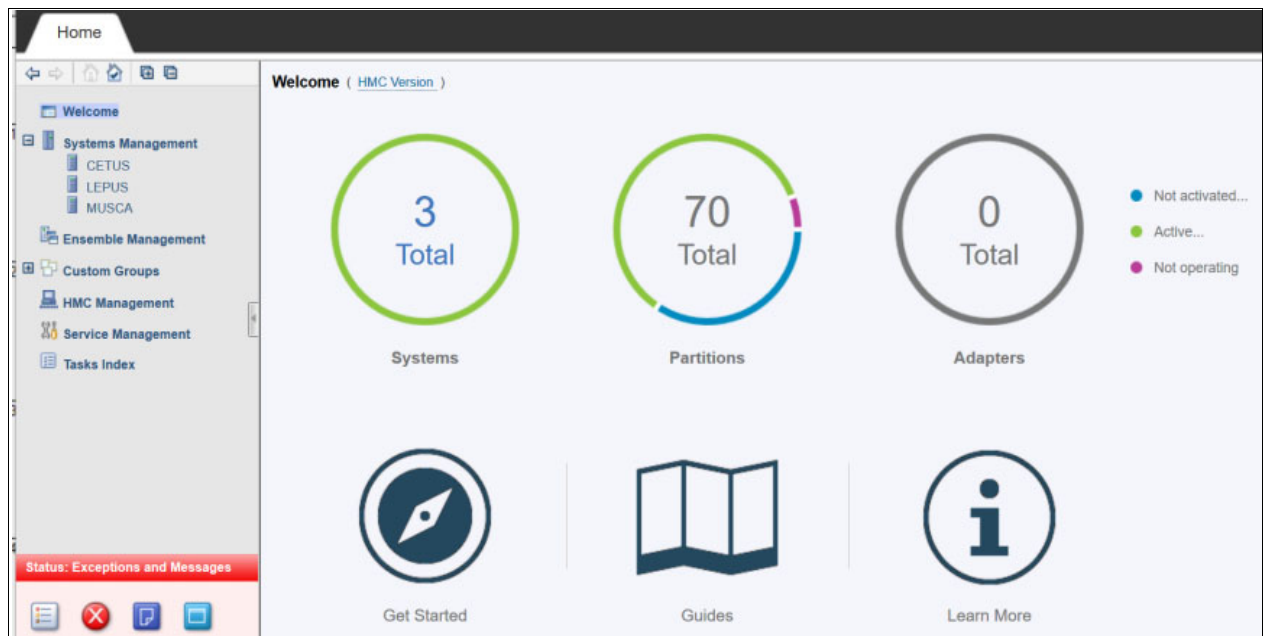 Home
Welcome
Systems Management
CETUS
LEPUS
MUSCA
Ensemble Management
Custom Groups
HMC Management
Service Management
Tasks Index
Status: Exceptions and Messages
Welcome ( HMC Version )
3
Total
Systems
70
Total
Partitions
0
Total
Adapters
Not activated...
Active...
Not operating
Get Started
Guides
Learn More